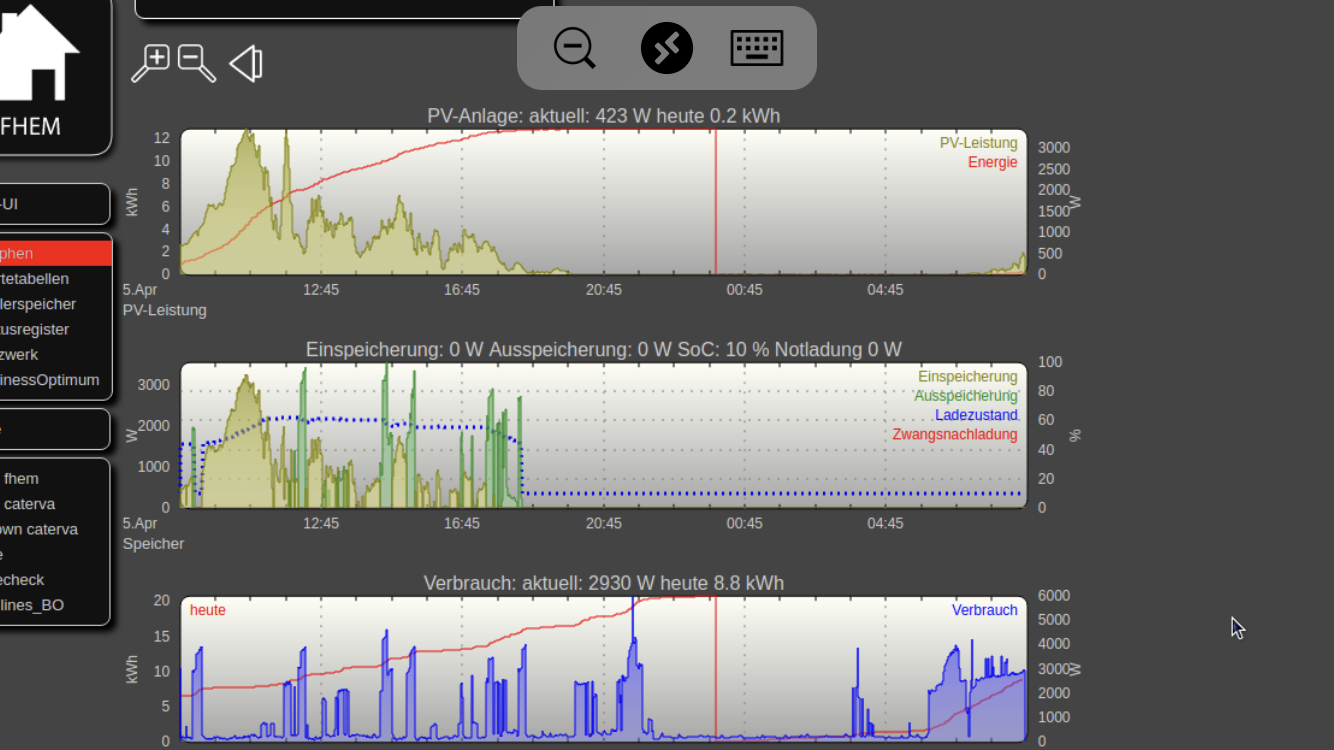 FHEM
-UI
phen
rtetabellen
lerspeicher
tusregister
zwerk
inessOptimum
e
fhem
caterva
own caterva
e
echeck
lines_BO
PV-Anlage: aktuell: 423 W heute 0.2 kWh
PV-Leistung
Energie
kWh
12
10
8
6
4
2
0
3000
2500
2000
1500
1000
500
0
W
5.Apr 12:45 16:45 20:45 00:45 04:45
PV-Leistung
Einspeicherung: 0 W Ausspeicherung: 0 W SoC: 10 % Notladung 0 W
Einspeicherung
Ausspeicherung
Ladezustand
Zwangsnachladung
W
3000
2000
1000
0
100
80
60
40
20
0
%
5.Apr 12:45 16:45 20:45 00:45 04:45
Speicher
Verbrauch: aktuell: 2930 W heute 8.8 kWh
heute
Verbrauch
kWh
20
15
10
5
0
6000
5000
4000
3000
2000
1000
0
W